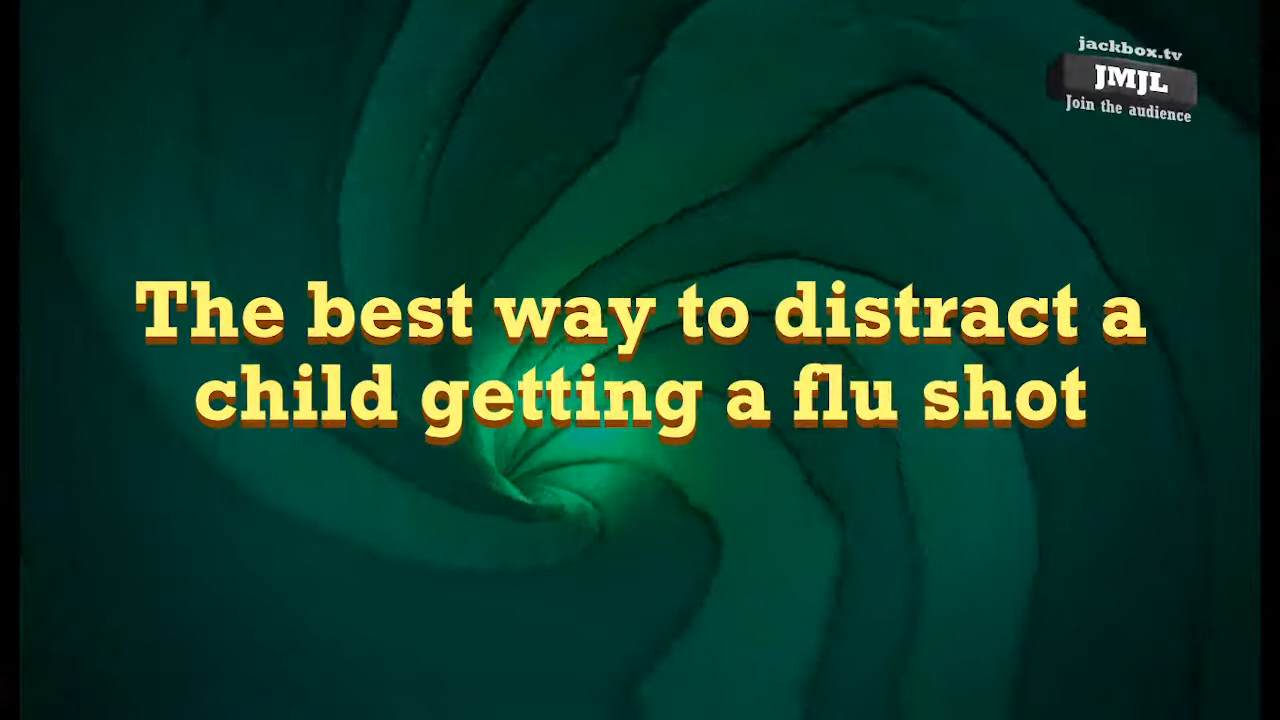 jackbox.tv
JMJL
Join the audience
The best way to distract a
child getting a flu shot